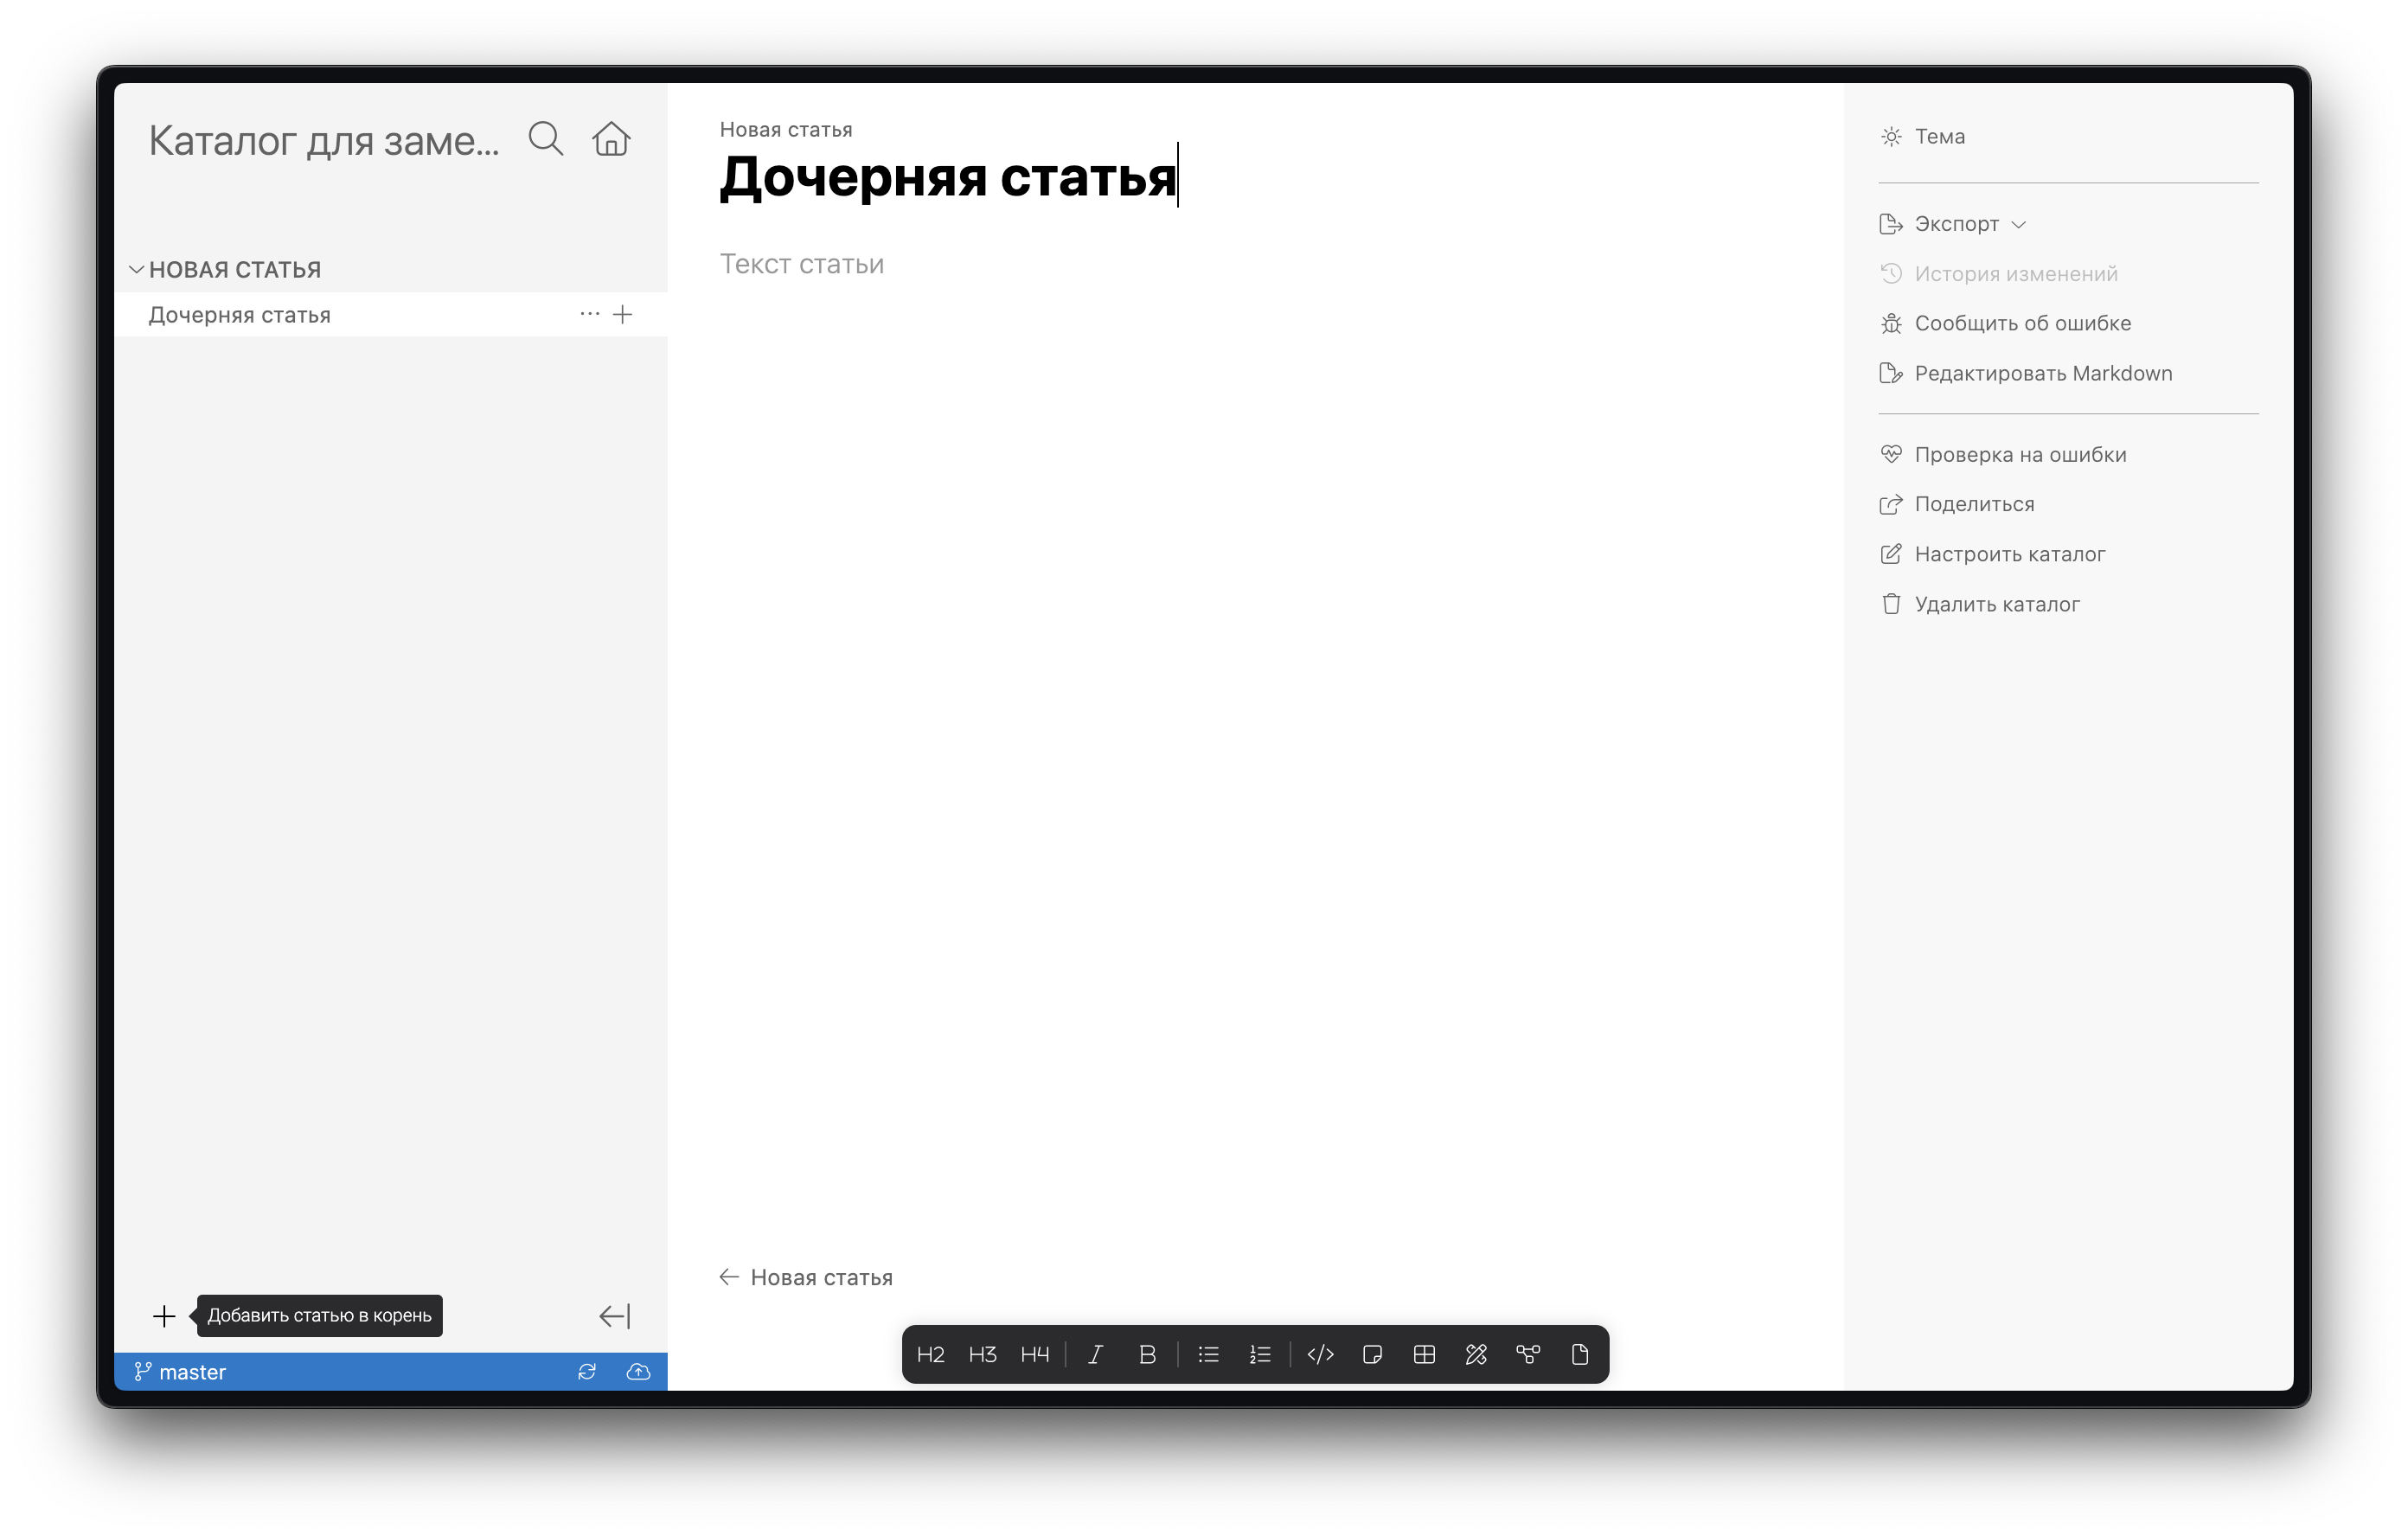 Каталог для заме...
НОВАЯ СТАТЬЯ
Дочерняя статья
Добавить статью в корень
master
Новая статья
Дочерняя статья
Текст статьи
Новая статья
H2 H3 H4 I B
Тема
Экспорт
История изменений
Сообщить об ошибке
Редактировать Markdown
Проверка на ошибки
Поделиться
Настроить каталог
Удалить каталог